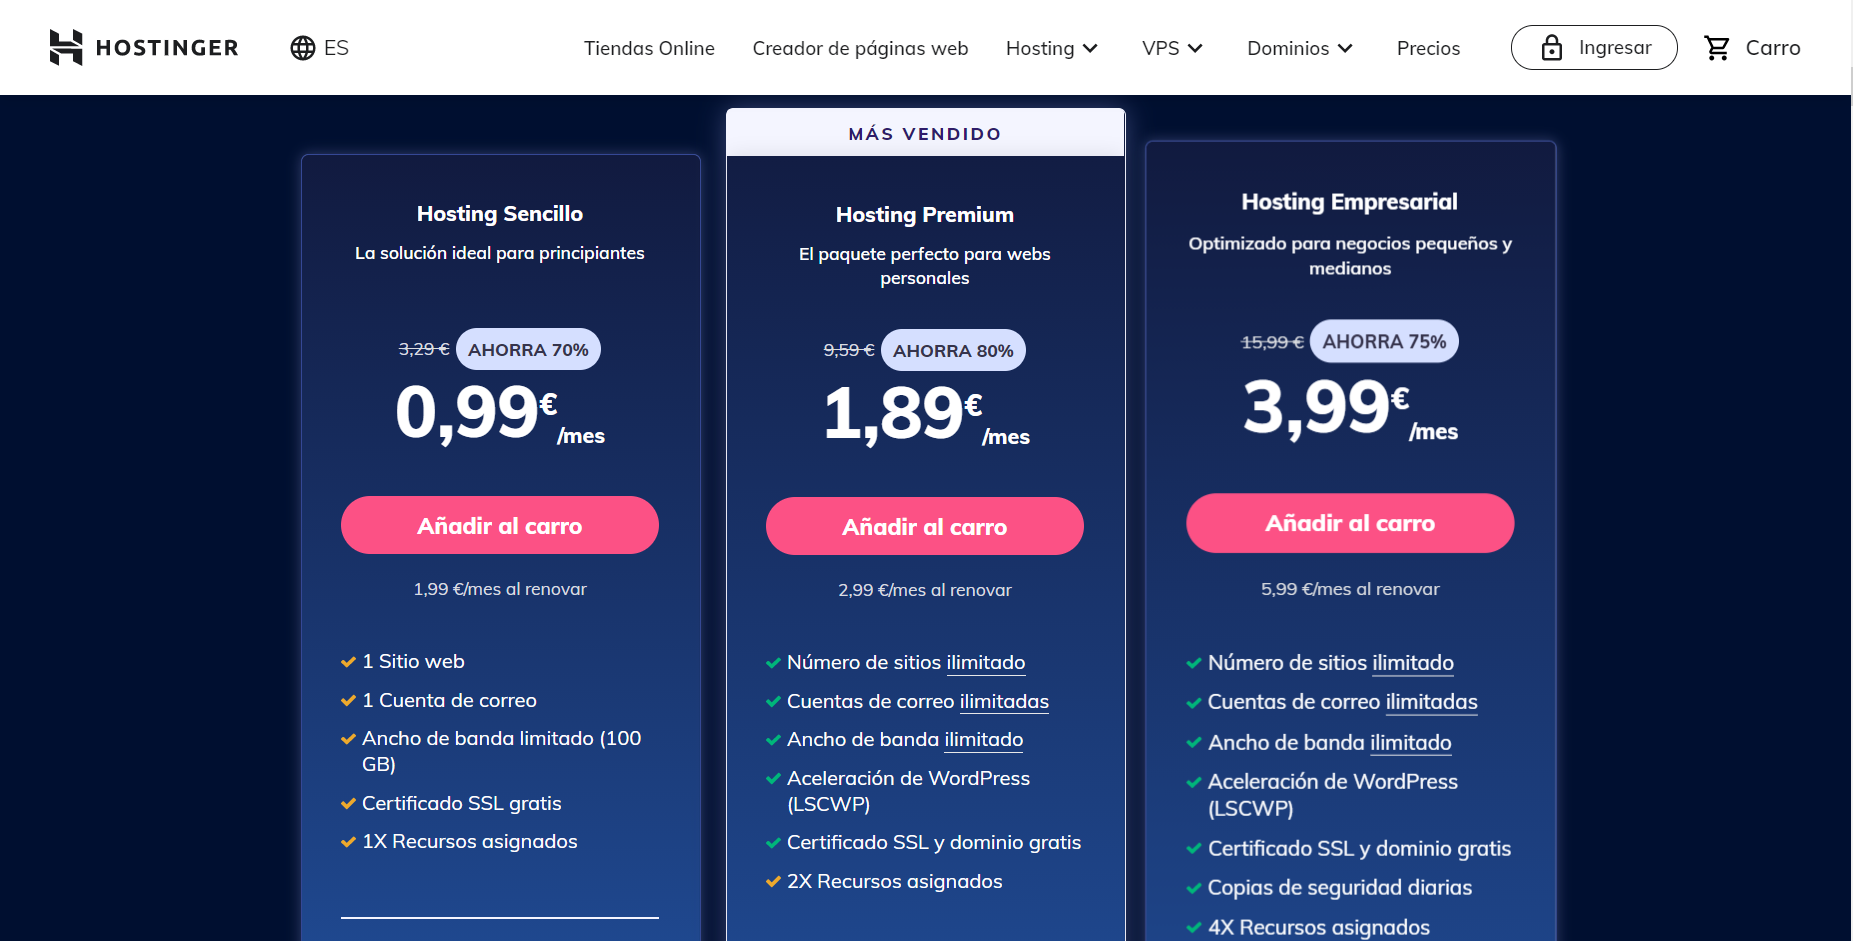 HOSTINGER
ES
Tiendas Online
Creador de páginas web
Hosting
VPS
Dominios
Precios
Ingresar
Carro
Hosting Sencillo
La solución ideal para principiantes
3,29 €
AHORRA 70%
0,99€
/mes
Añadir al carro
1,99 €/mes al renovar
1 Sitio web
1 Cuenta de correo
Ancho de banda limitado (100
GB)
Certificado SSL gratis
1X Recursos asignados
MÁS VENDIDO
Hosting Premium
El paquete perfecto para webs
personales
9,59 €
AHORRA 80%
1,89€
/mes
Añadir al carro
2,99 €/mes al renovar
Número de sitios ilimitado
Cuentas de correo ilimitadas
Ancho de banda ilimitado
Aceleración de WordPress
(LSCWP)
Certificado SSL y dominio gratis
2X Recursos asignados
Hosting Empresarial
Optimizado para negocios pequeños y
medianos
15,99 €
AHORRA 75%
3,99€
/mes
Añadir al carro
5,99 €/mes al renovar
Número de sitios ilimitado
Cuentas de correo ilimitadas
Ancho de banda ilimitado
Aceleración de WordPress
(LSCWP)
Certificado SSL y dominio gratis
Copias de seguridad diarias
4X Recursos asignados